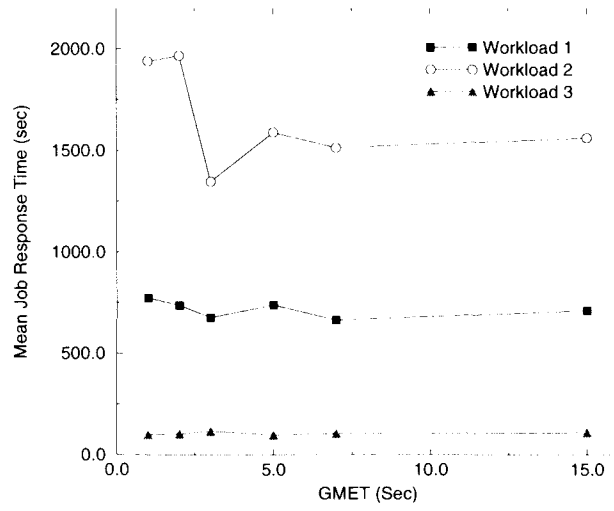 2000.0
1500.0
1000.0
500.0
0.0
Mean Job Response Time (sec)
Workload 1
Workload 2
Workload 3
0.0
5.0
10.0
15.0
GMET (Sec)